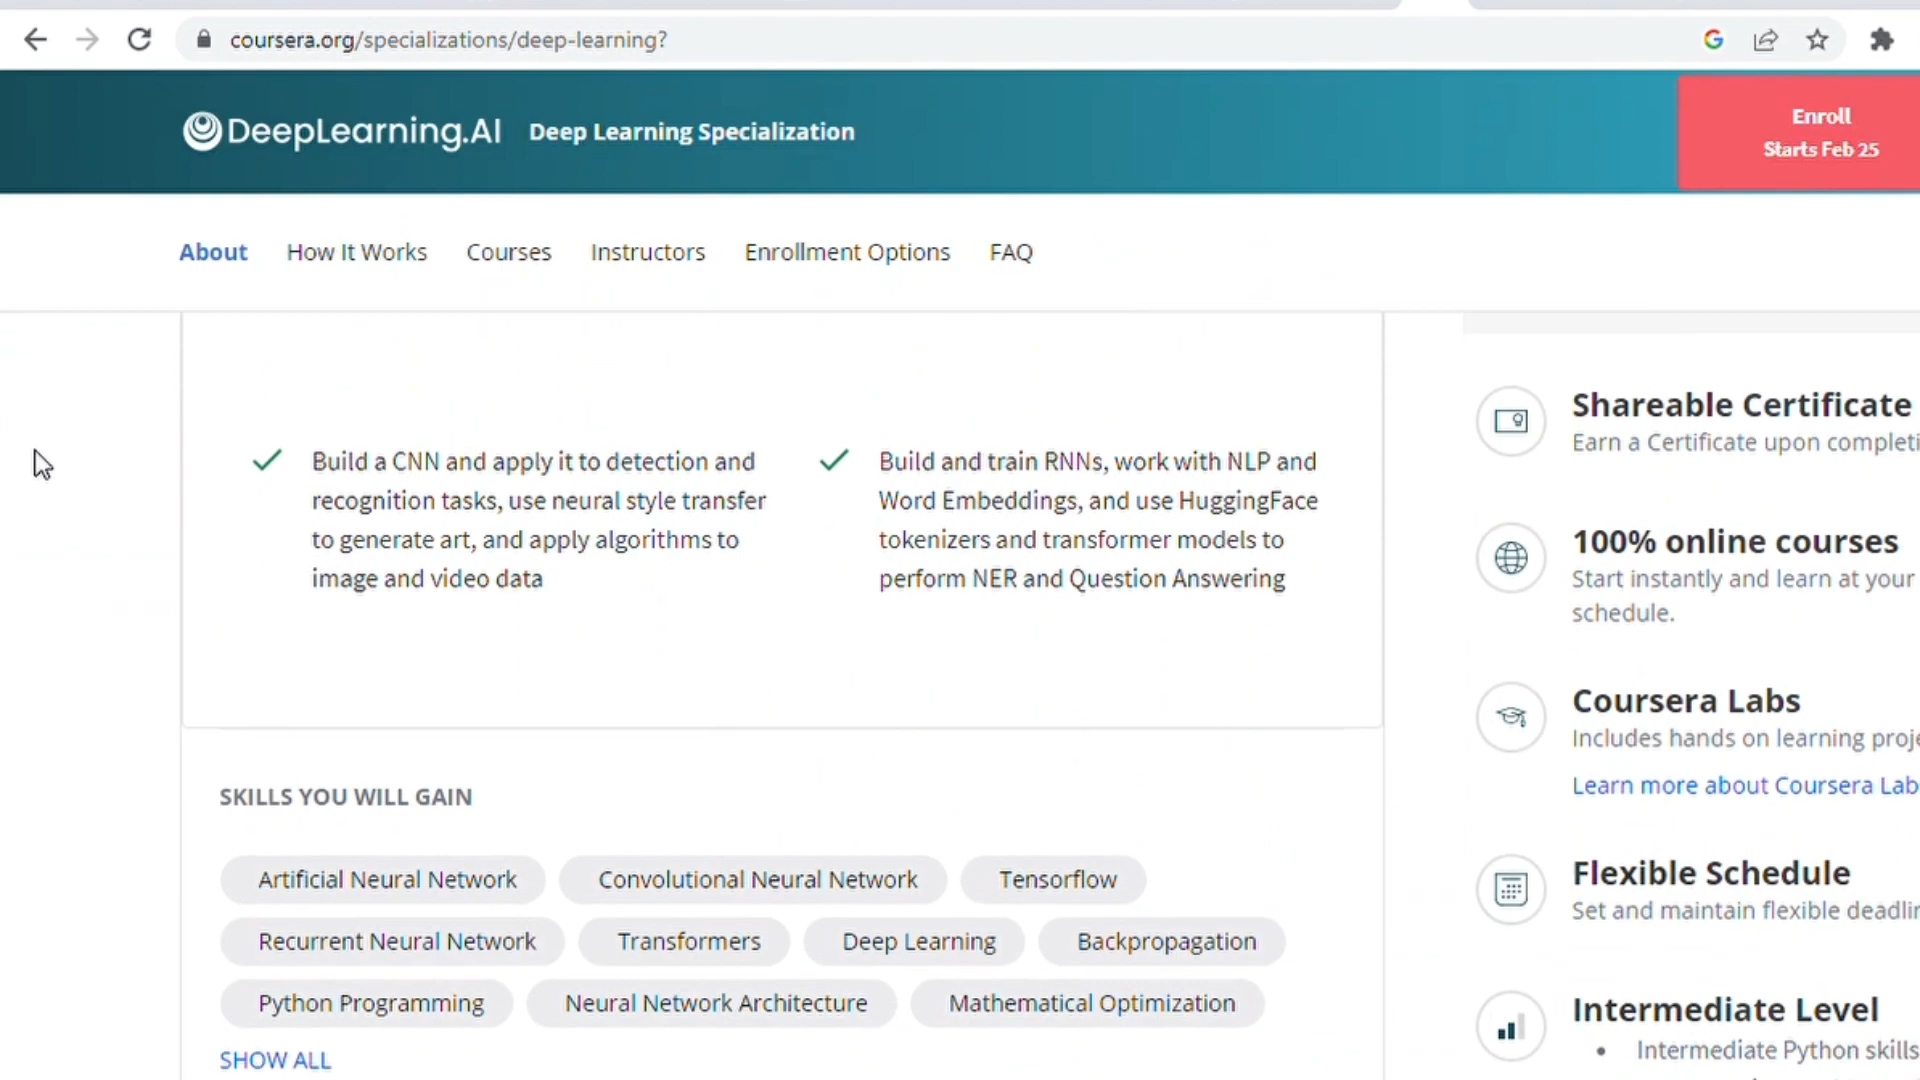 coursera.org/specializations/deep-learning?
DeepLearning.AI Deep Learning Specialization
Enroll
Starts Feb 25
About How It Works Courses Instructors Enrollment Options FAQ
Build a CNN and apply it to detection and
recognition tasks, use neural style transfer
to generate art, and apply algorithms to
image and video data
Build and train RNNs, work with NLP and
Word Embeddings, and use HuggingFace
tokenizers and transformer models to
perform NER and Question Answering
SKILLS YOU WILL GAIN
Artificial Neural Network Convolutional Neural Network Tensorflow
Recurrent Neural Network Transformers Deep Learning Backpropagation
Python Programming Neural Network Architecture Mathematical Optimization
SHOW ALL
Shareable Certificate
Earn a Certificate upon completi
100% online courses
Start instantly and learn at your
schedule.
Coursera Labs
Includes hands on learning proje
Learn more about Coursera Lab
Flexible Schedule
Set and maintain flexible deadlin
Intermediate Level
• Intermediate Python skills